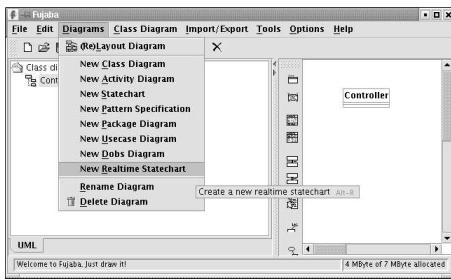 Fujaba
File Edit Diagrams Class Diagram Import/Export Tools Options Help
(Re)Layout Diagram
Class di
Cont
New Class Diagram
New Activity Diagram
New Statechart
New Pattern Specification
New Package Diagram
New Usecase Diagram
New Dobs Diagram
New Realtime Statechart
Rename Diagram
Delete Diagram
Controller
Create a new realtime statechart Alt-R
UML
Welcome to Fujaba. Just draw it!
4 MByte of 7 MByte allocated